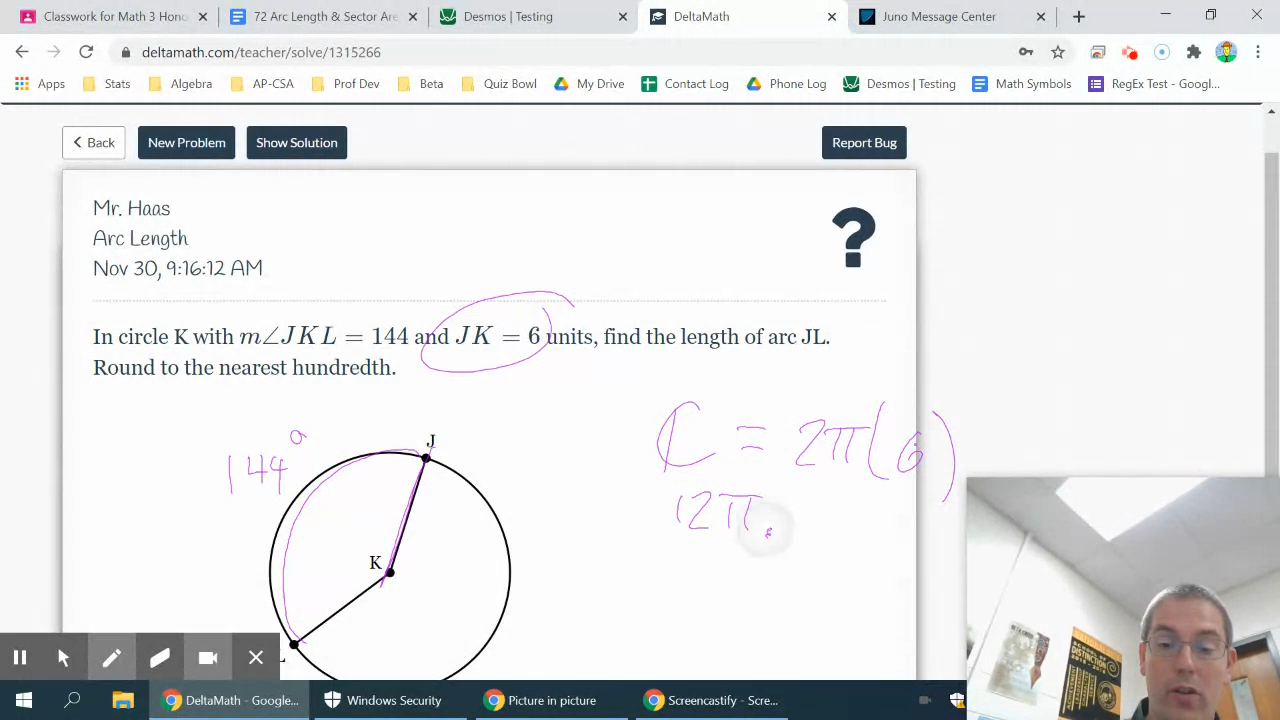 Classwork for Math 3 Hono
72 Arc Length & Sector Are
Desmos | Testing
DeltaMath
Juno Message Center
deltamath.com/teacher/solve/1315266
Apps Stats Algebra AP-CSA Prof Dev Beta Quiz Bowl My Drive Contact Log Phone Log Desmos | Testing Math Symbols RegEx Test - Googl...
Back New Problem Show Solution Report Bug
Mr. Haas
?
Arc Length
Nov 30, 9:16:12 AM
In circle K with m∠JKL = 144 and JK = 6 units, find the length of arc JL.
Round to the nearest hundredth.
144°
J
C = 2π(6)
12π.
K
L
SCHOOL OF
DISTINCTION
DeltaMath - Google...
Windows Security
Picture in picture
Screencastify - Scre...